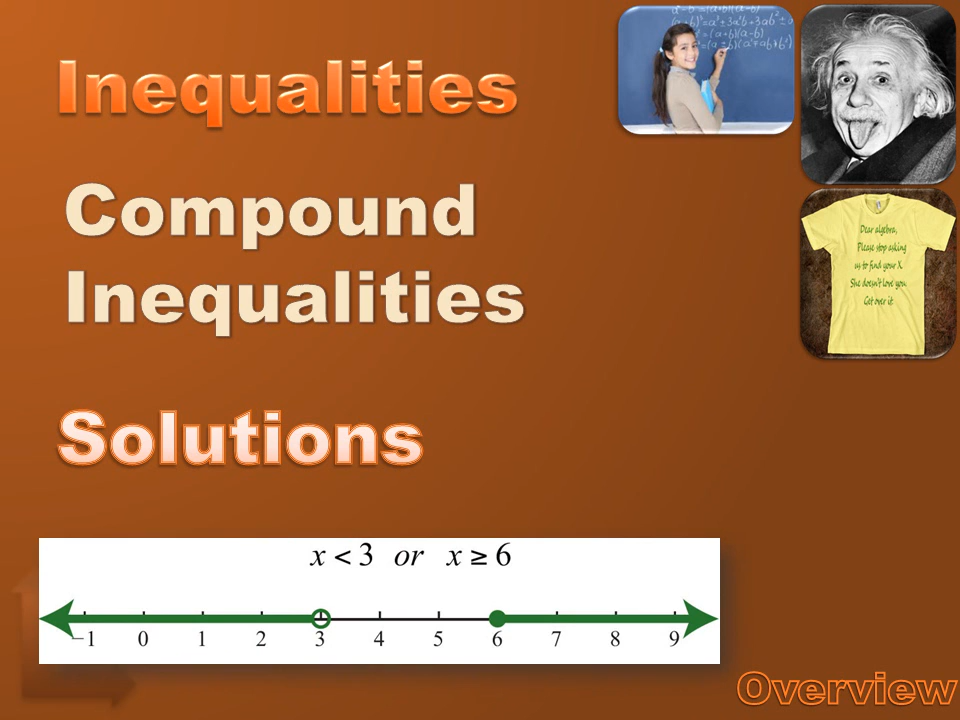 Inequalities
Compound
Inequalities
Solutions
x < 3 or x ≥ 6
−1 0 1 2 3 4 5 6 7 8 9
(a+b)(a-b)
Dear algebra,
Please stop asking
us to find your X.
She doesn't love you.
Get over it
Overview